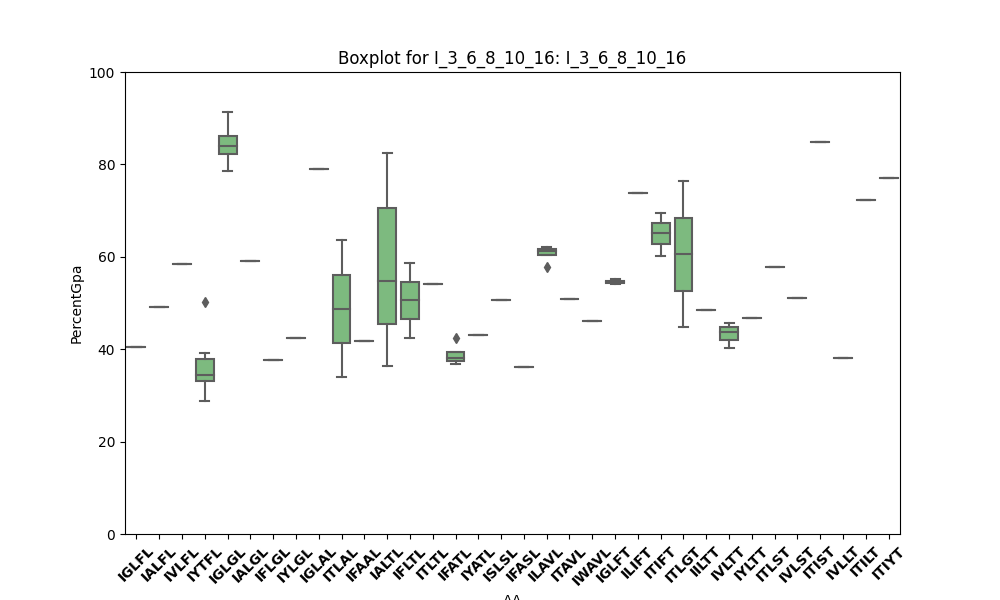 Boxplot for I_3_6_8_10_16: I_3_6_8_10_16
100
80
60
40
20
0
PercentGpa
IGLFL
IALFL
IVLFL
IYTFL
IGLGL
IALGL
IFLGL
IYLGL
IGLAL
ITLAL
IFAAL
IALTL
IFLTL
ITLTL
IFATL
IYATL
ISLSL
IFASL
ILAVL
ITAVL
IWAVL
IGLFT
ILIFT
ITIFT
ITLGT
IILTT
IVLTT
IYLTT
ITLST
IVLST
ITIST
IVLLT
ITILT
ITIYT
AA